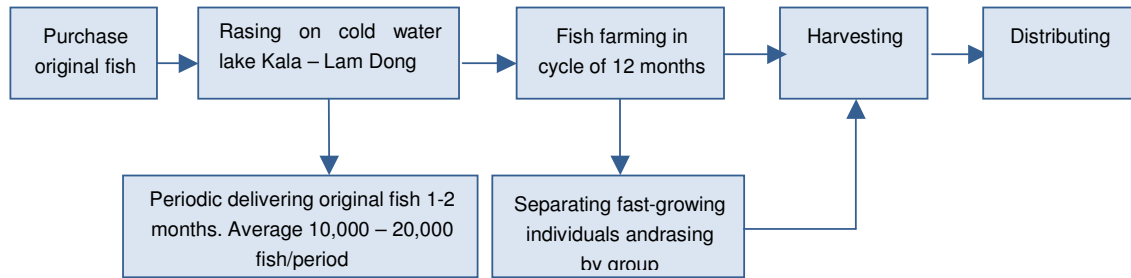 Purchase
original fish
Rasing on cold water
lake Kala – Lam Dong
Fish farming in
cycle of 12 months
Harvesting
Distributing
Periodic delivering original fish 1-2
months. Average 10,000 – 20,000
fish/period
Separating fast-growing
individuals andrasing
by group